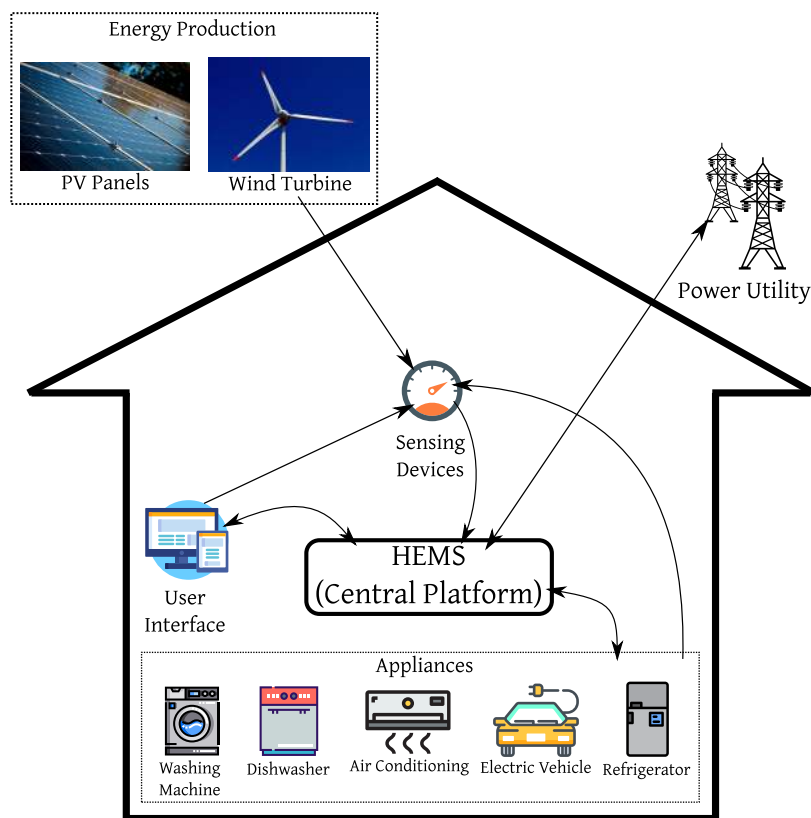 Energy Production
PV Panels
Wind Turbine
Power Utility
Sensing
Devices
HEMS
(Central Platform)
User
Interface
Appliances
Washing
Machine
Dishwasher
Air Conditioning
Electric Vehicle
Refrigerator